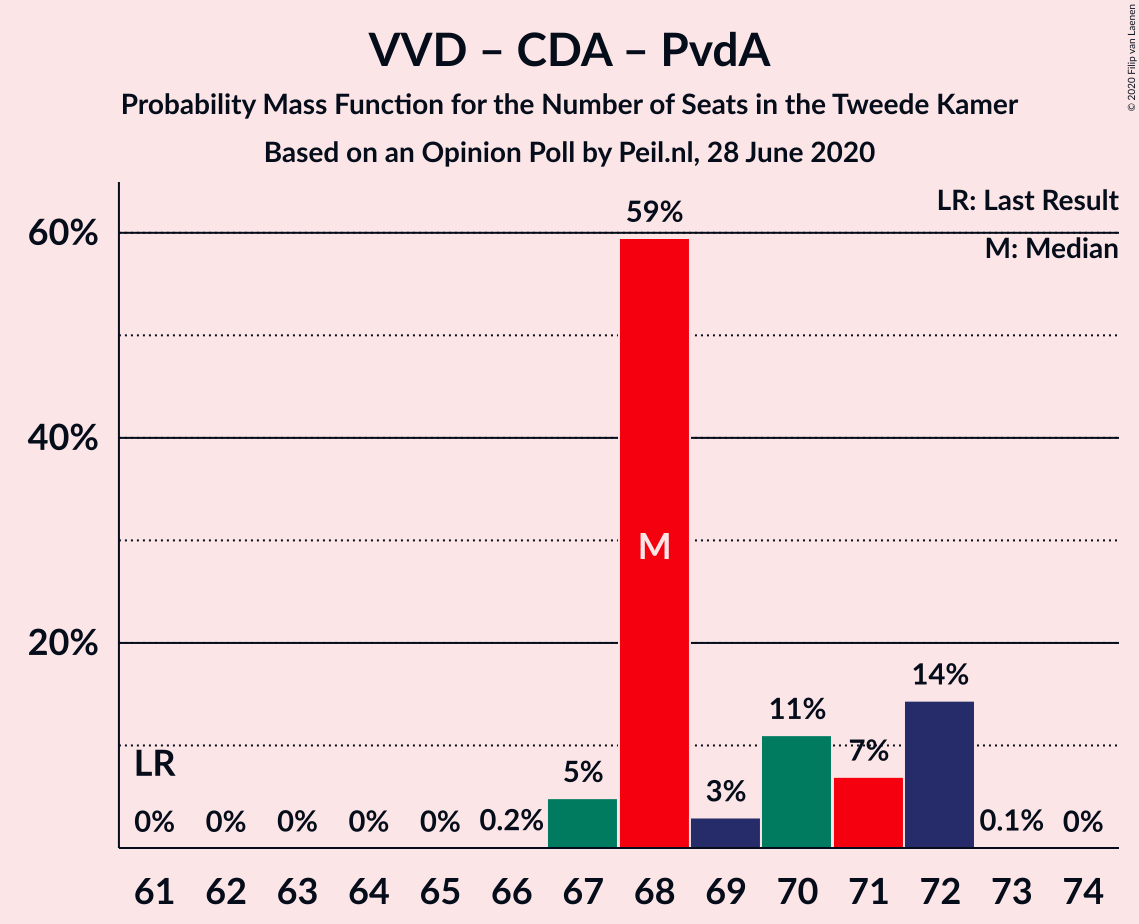 VVD – CDA – PvdA
Probability Mass Function for the Number of Seats in the Tweede Kamer
Based on an Opinion Poll by Peil.nl, 28 June 2020
© 2020 Filip van Laenen
LR: Last Result
M: Median
60%
40%
20%
59%
M
14%
11%
7%
LR
5%
3%
0% 0% 0% 0% 0% 0.2% 0.1% 0%
61 62 63 64 65 66 67 68 69 70 71 72 73 74